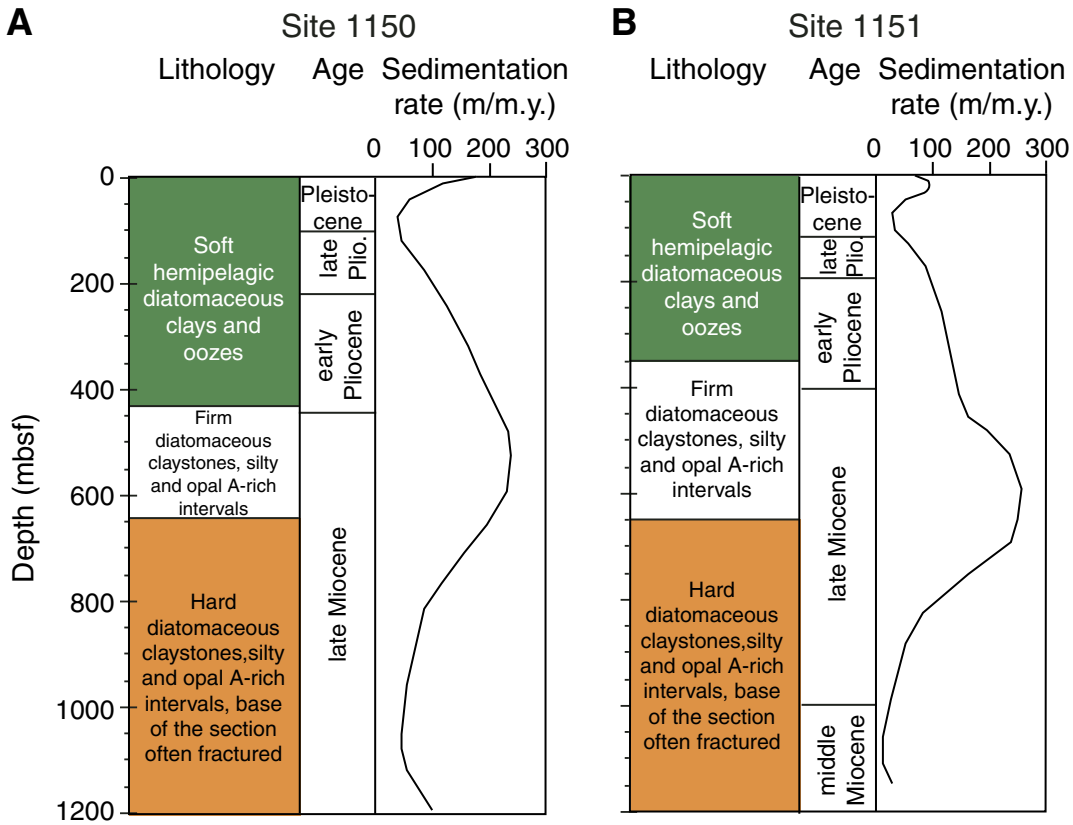 A
Site 1150
Lithology
Age
Sedimentation
rate (m/m.y.)
0
100
200
300
Depth (mbsf)
0
200
400
600
800
1000
1200
Soft
hemipelagic
diatomaceous
clays and
oozes
Firm
diatomaceous
claystones, silty
and opal A-rich
intervals
Hard
diatomaceous
claystones,silty
and opal A-rich
intervals, base
of the section
often fractured
Pleisto-
cene
late
Plio.
early
Pliocene
late Miocene
B
Site 1151
Lithology
Age
Sedimentation
rate (m/m.y.)
0
100
200
300
Soft
hemipelagic
diatomaceous
clays and
oozes
Firm
diatomaceous
claystones, silty
and opal A-rich
intervals
Hard
diatomaceous
claystones,silty
and opal A-rich
intervals, base
of the section
often fractured
Pleisto-
cene
late
Plio.
early
Pliocene
late Miocene
middle
Miocene